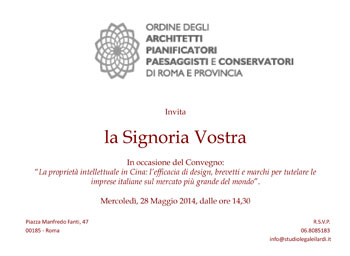 ORDINE DEGLI
ARCHITETTI
PIANIFICATORI
PAESAGGISTI E CONSERVATORI
DI ROMA E PROVINCIA
Invita
la Signoria Vostra
In occasione del Convegno:
"La proprietà intellettuale in Cina: l'efficacia di design, brevetti e marchi per tutelare le
imprese italiane sul mercato più grande del mondo".
Mercoledì, 28 Maggio 2014, dalle ore 14,30
Piazza Manfredo Fanti, 47
00185 - Roma
R.S.V.P.
06.8085183
info@studiolegaleilardi.it